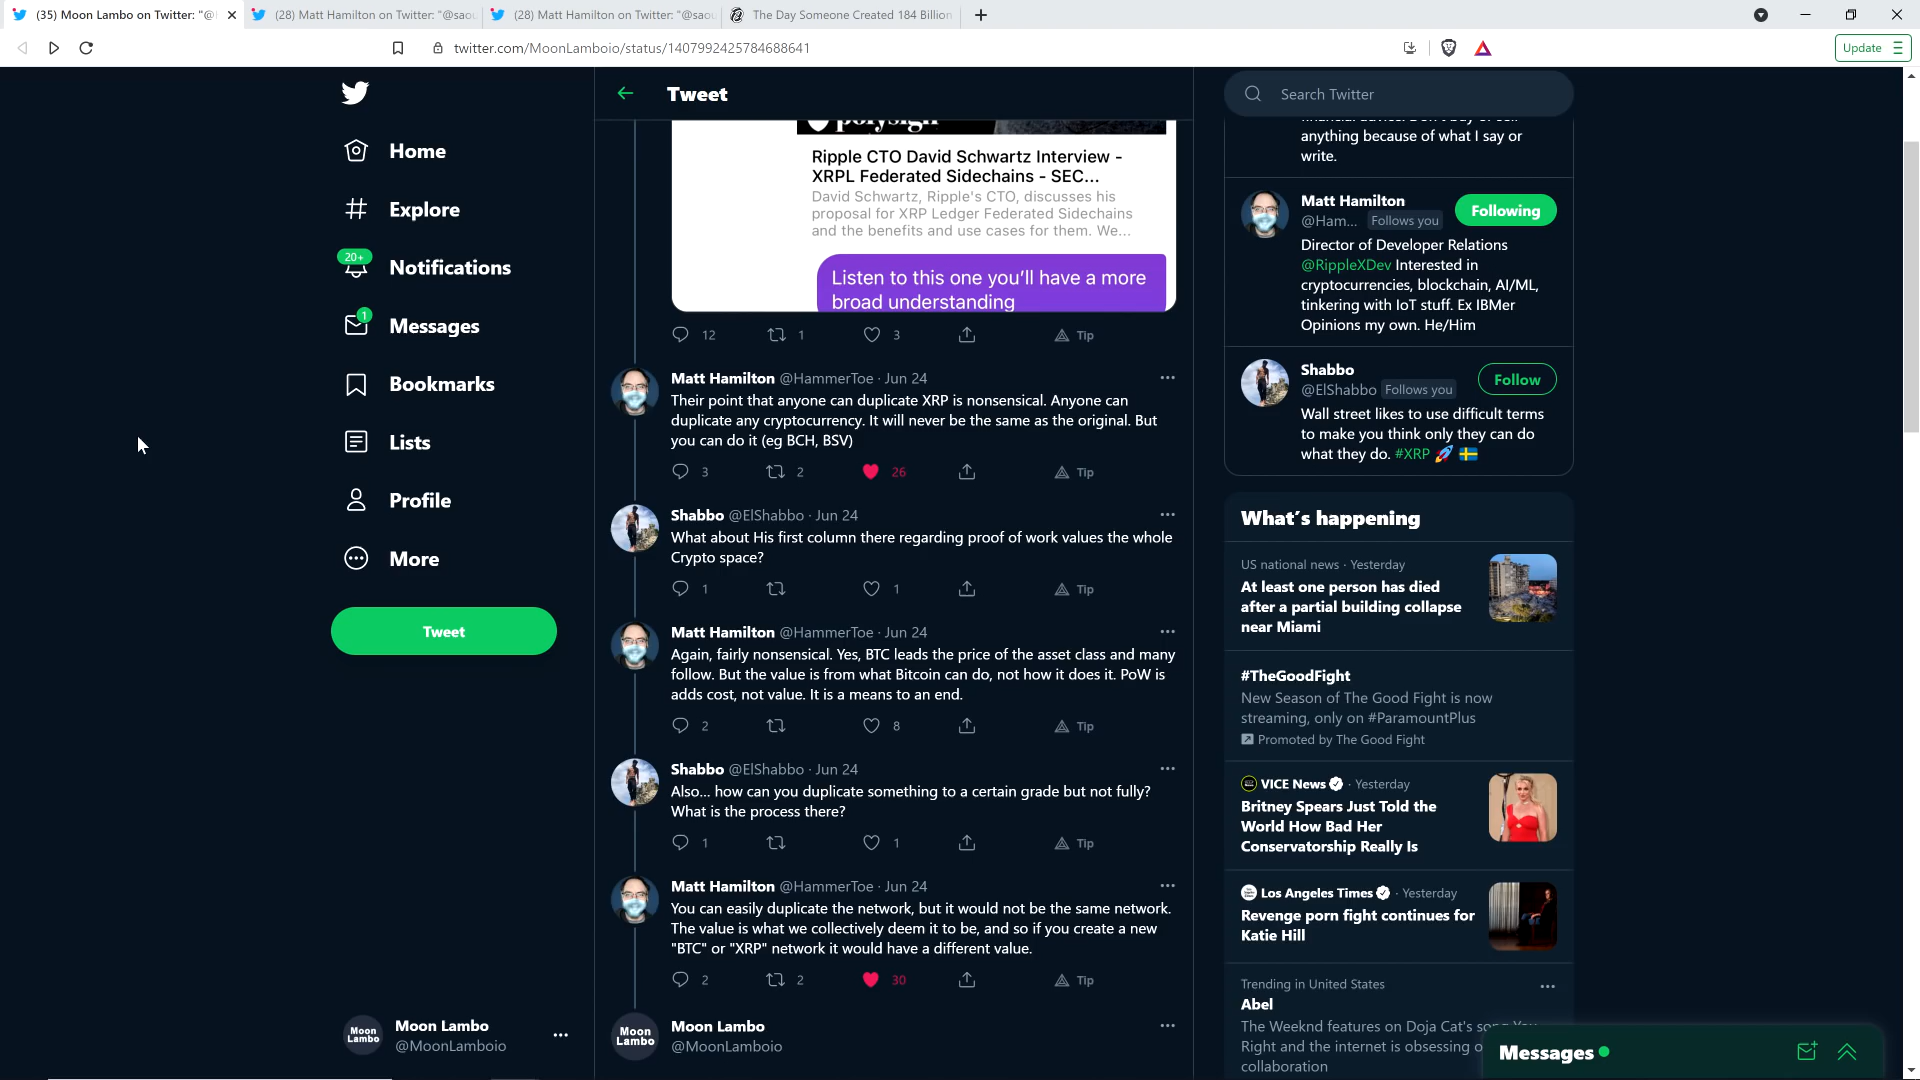 (35) Moon Lambo on Twitter: "@
(28) Matt Hamilton on Twitter: "@saou
(28) Matt Hamilton on Twitter: "@saou
The Day Someone Created 184 Billion
twitter.com/MoonLamboio/status/1407992425784688641
Update
Home
Explore
20+
Notifications
1
Messages
Bookmarks
Lists
Profile
More
Tweet
Moon Lambo
Moon Lambo
@MoonLamboio
Tweet
polysign
Ripple CTO David Schwartz Interview -
XRPL Federated Sidechains - SEC...
David Schwartz, Ripple's CTO, discusses his
proposal for XRP Ledger Federated Sidechains
and the benefits and use cases for them. We...
Listen to this one you'll have a more
broad understanding
12 1 3 Tip
Matt Hamilton @HammerToe · Jun 24
Their point that anyone can duplicate XRP is nonsensical. Anyone can
duplicate any cryptocurrency. It will never be the same as the original. But
you can do it (eg BCH, BSV)
3 2 26 Tip
Shabbo @ElShabbo · Jun 24
What about His first column there regarding proof of work values the whole
Crypto space?
1 1 Tip
Matt Hamilton @HammerToe · Jun 24
Again, fairly nonsensical. Yes, BTC leads the price of the asset class and many
follow. But the value is from what Bitcoin can do, not how it does it. PoW is
adds cost, not value. It is a means to an end.
2 8 Tip
Shabbo @ElShabbo · Jun 24
Also... how can you duplicate something to a certain grade but not fully?
What is the process there?
1 1 Tip
Matt Hamilton @HammerToe · Jun 24
You can easily duplicate the network, but it would not be the same network.
The value is what we collectively deem it to be, and so if you create a new
"BTC" or "XRP" network it would have a different value.
2 2 30 Tip
Moon Lambo
Moon Lambo
@MoonLamboio
Search Twitter
anything because of what I say or
write.
Matt Hamilton
@Ham... Follows you
Following
Director of Developer Relations
@RippleXDev Interested in
cryptocurrencies, blockchain, AI/ML,
tinkering with IoT stuff. Ex IBMer
Opinions my own. He/Him
Shabbo
@ElShabbo Follows you
Follow
Wall street likes to use difficult terms
to make you think only they can do
what they do. #XRP 🚀 🇸🇪
What's happening
US national news · Yesterday
At least one person has died
after a partial building collapse
near Miami
#TheGoodFight
New Season of The Good Fight is now
streaming, only on #ParamountPlus
Promoted by The Good Fight
VICE News · Yesterday
Britney Spears Just Told the
World How Bad Her
Conservatorship Really Is
Los Angeles Times · Yesterday
Revenge porn fight continues for
Katie Hill
Trending in United States
Abel
The Weeknd features on Doja Cat's song You
Right and the internet is obsessing o
collaboration
Messages